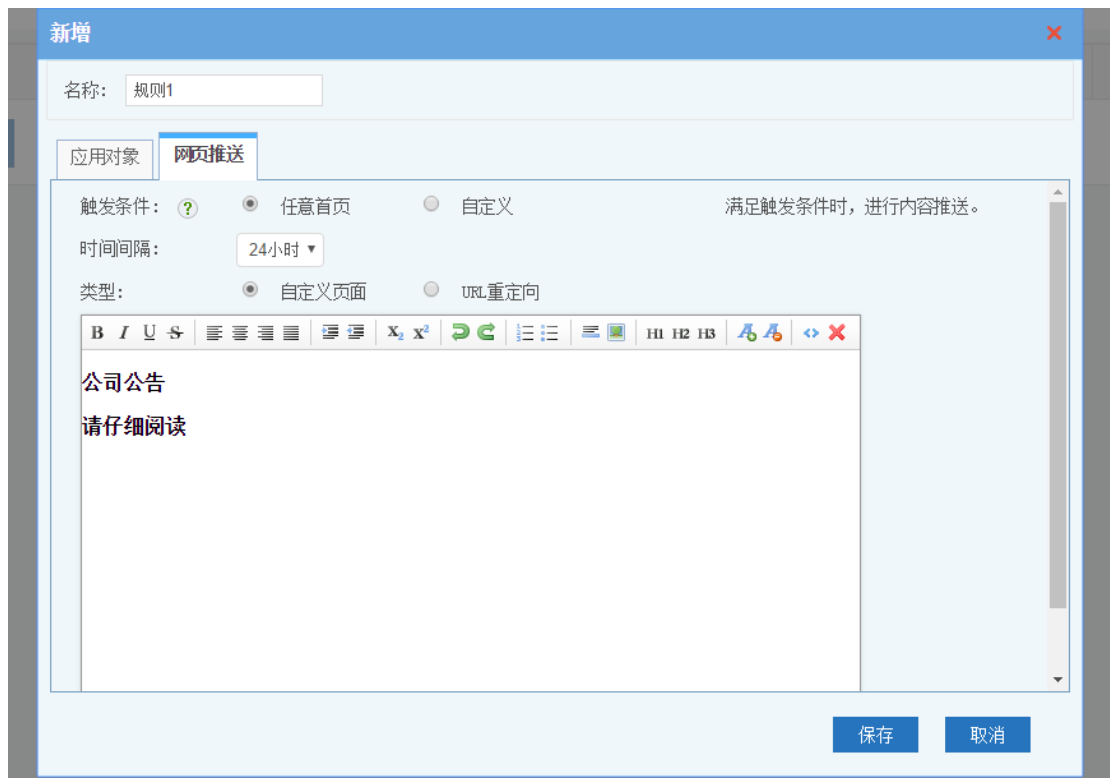 新增
名称: 规则1
应用对象 网页推送
触发条件: ? 任意首页 自定义 满足触发条件时，进行内容推送。
时间间隔: 24小时
类型: 自定义页面 URL重定向
B I U S X₂ X² H1 H2 H3
公司公告
请仔细阅读
保存 取消